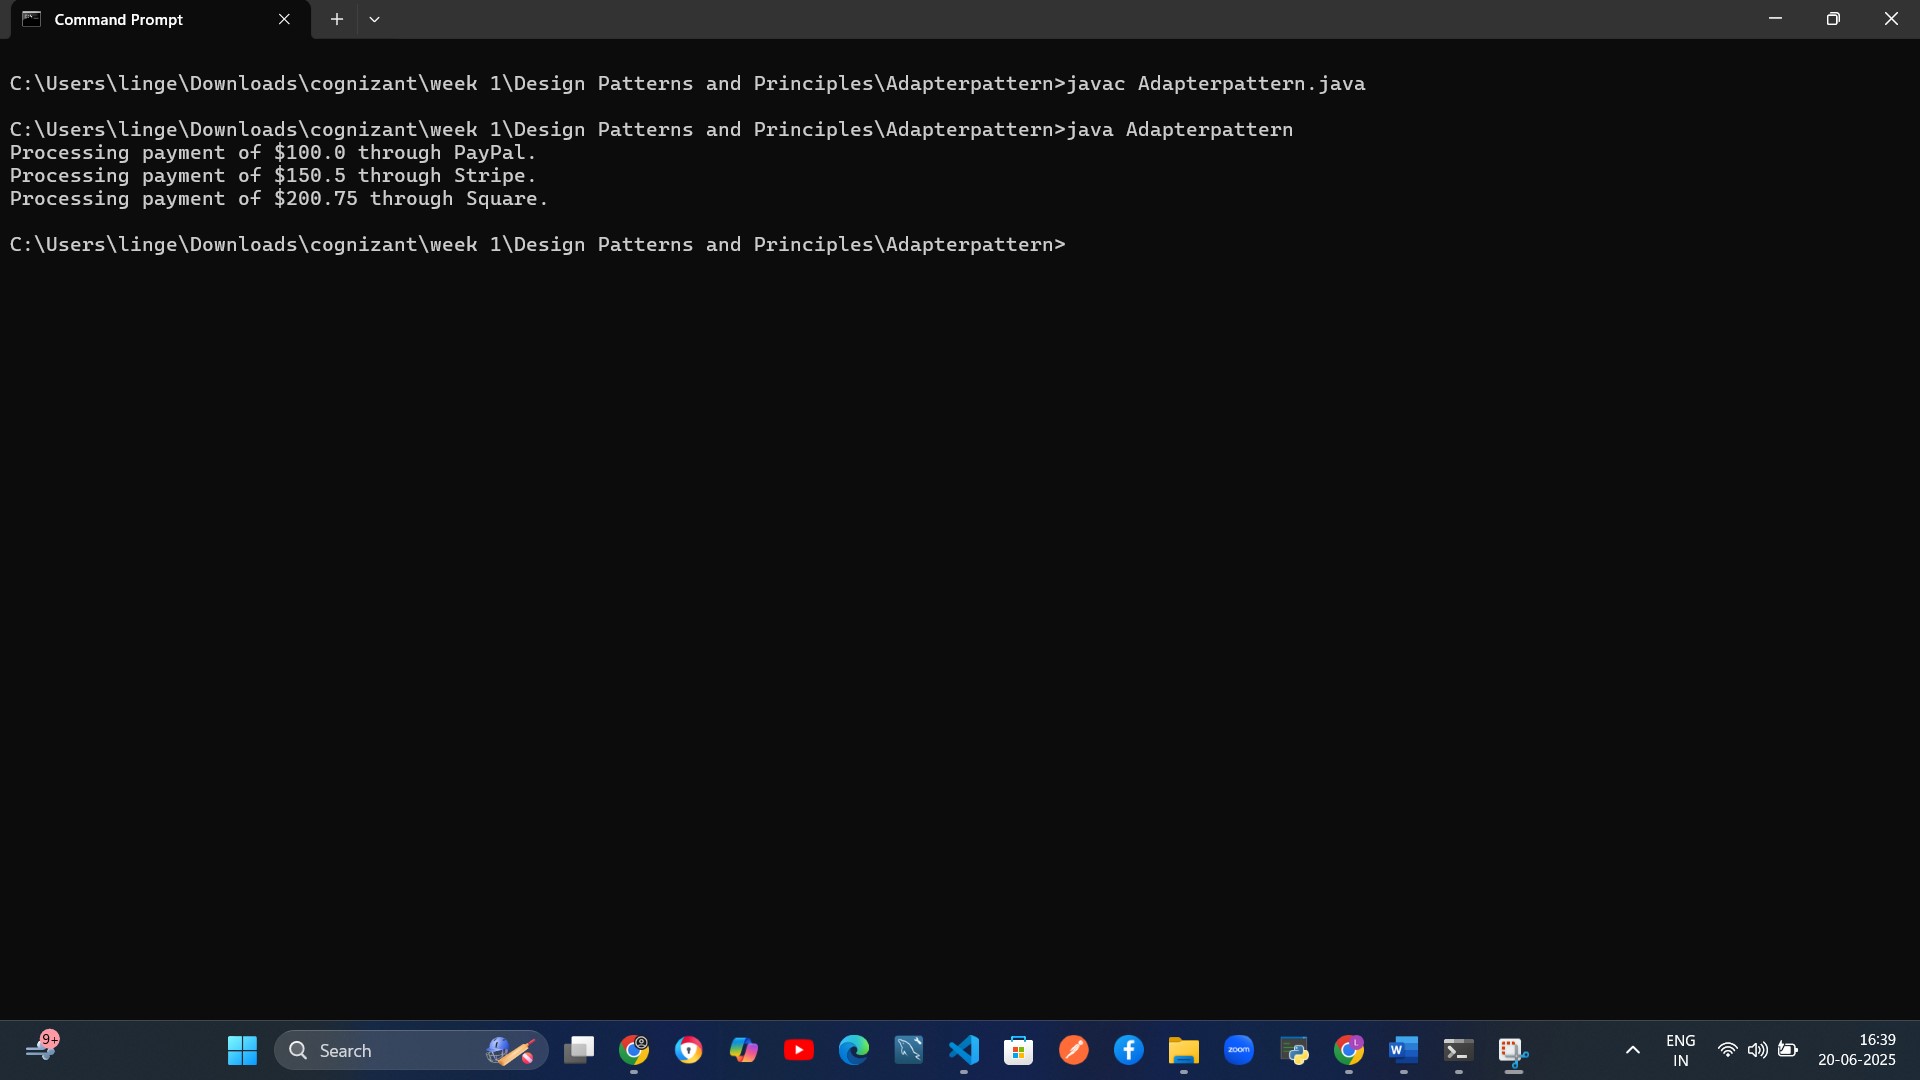 Command Prompt
C:\Users\linge\Downloads\cognizant\week 1\Design Patterns and Principles\Adapterpattern>javac Adapterpattern.java
C:\Users\linge\Downloads\cognizant\week 1\Design Patterns and Principles\Adapterpattern>java Adapterpattern
Processing payment of $100.0 through PayPal.
Processing payment of $150.5 through Stripe.
Processing payment of $200.75 through Square.
C:\Users\linge\Downloads\cognizant\week 1\Design Patterns and Principles\Adapterpattern>
9+
Search
zoom
L
W
ENG
IN
16:39
20-06-2025